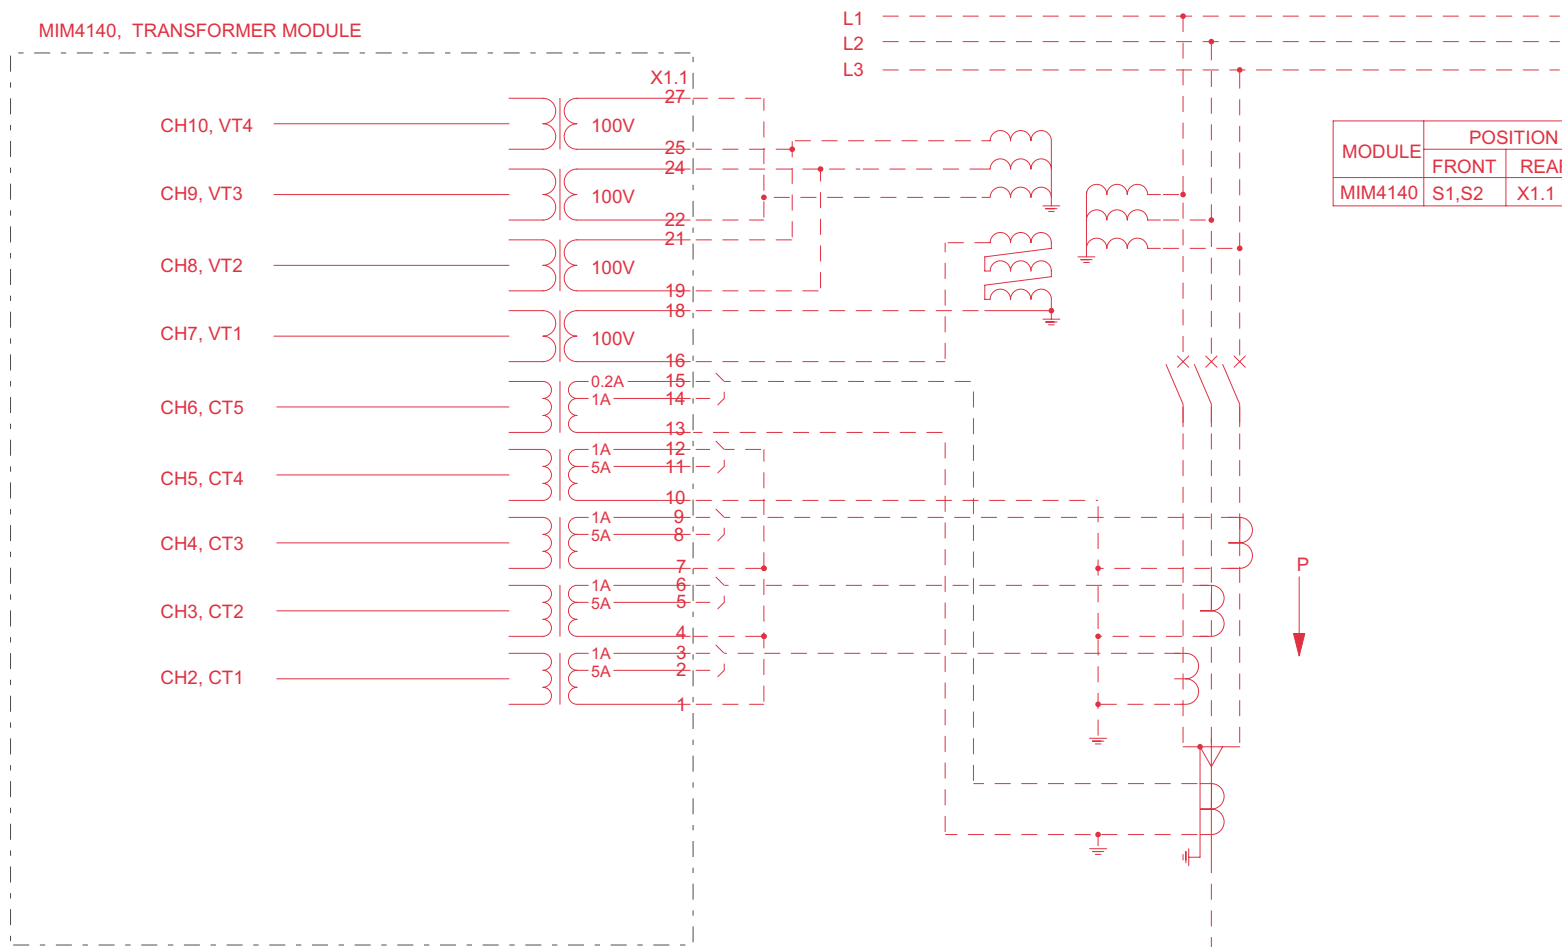 MIM4140, TRANSFORMER MODULE
L1
L2
L3
X1.1
27
CH10, VT4
100V
25
MODULE
POSITION
FRONT
MIM4140
S1,S2
X1.1
24
CH9, VT3
100V
22
21
CH8, VT2
100V
19
18
CH7, VT1
100V
16
0.2A
15
1A
14
CH6, CT5
13
1A
12
5A
11
CH5, CT4
10
1A
9
5A
8
CH4, CT3
7
P
1A
6
5A
5
CH3, CT2
4
1A
3
5A
2
CH2, CT1
1